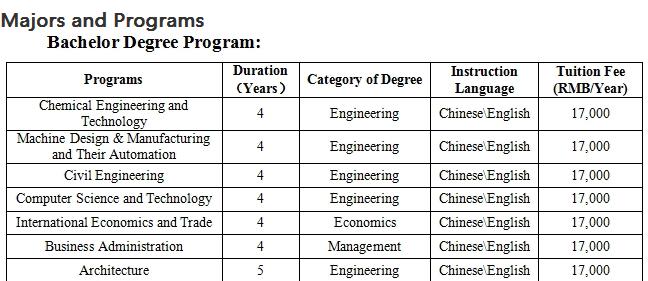 Majors and Programs
Bachelor Degree Program:
Programs Duration (Years） Category of Degree Instruction Language Tuition Fee (RMB/Year)
Chemical Engineering and Technology 4 Engineering Chinese\English 17,000
Machine Design & Manufacturing and Their Automation 4 Engineering Chinese\English 17,000
Civil Engineering 4 Engineering Chinese\English 17,000
Computer Science and Technology 4 Engineering Chinese\English 17,000
International Economics and Trade 4 Economics Chinese\English 17,000
Business Administration 4 Management Chinese\English 17,000
Architecture 5 Engineering Chinese\English 17,000